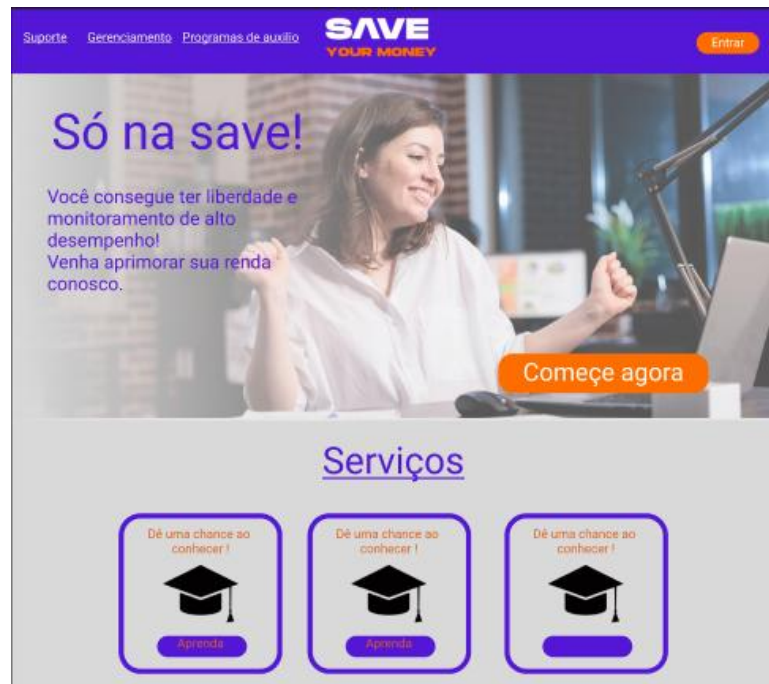 Suporte Gerenciamento Programas de auxílio
SAVE
YOUR MONEY
Entrar
Só na save!
Você consegue ter liberdade e
monitoramento de alto
desempenho!
Venha aprimorar sua renda
conosco.
Começe agora
Serviços
Dê uma chance ao
conhecer !
Aprenda
Dê uma chance ao
conhecer !
Aprenda
Dê uma chance ao
conhecer !